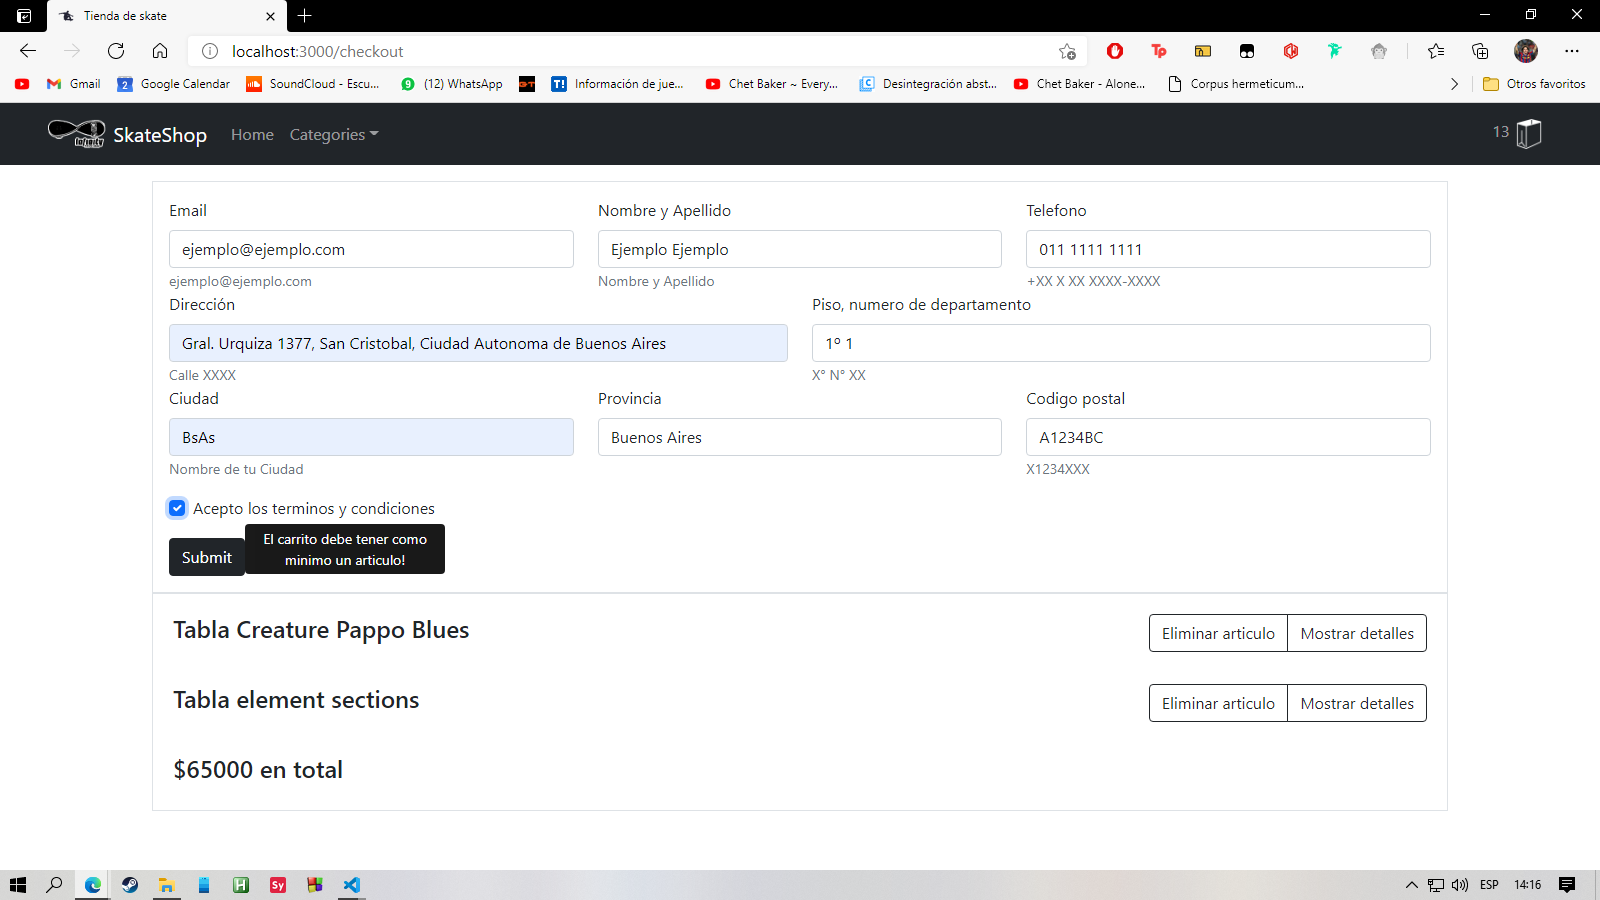 Tienda de skate
localhost:3000/checkout
Gmail
Google Calendar
SoundCloud - Escu...
(12) WhatsApp
Información de jue...
Chet Baker ~ Every...
Desintegración abst...
Chet Baker - Alone...
Corpus hermeticum...
Otros favoritos
SkateShop
Home
Categories
13
Email
Nombre y Apellido
Telefono
ejemplo@ejemplo.com
Ejemplo Ejemplo
011 1111 1111
ejemplo@ejemplo.com
Nombre y Apellido
+XX X XX XXXX-XXXX
Dirección
Piso, numero de departamento
Gral. Urquiza 1377, San Cristobal, Ciudad Autonoma de Buenos Aires
1º 1
Calle XXXX
X° N° XX
Ciudad
Provincia
Codigo postal
BsAs
Buenos Aires
A1234BC
Nombre de tu Ciudad
X1234XXX
Acepto los terminos y condiciones
Submit
El carrito debe tener como
minimo un articulo!
Tabla Creature Pappo Blues
Eliminar articulo
Mostrar detalles
Tabla element sections
Eliminar articulo
Mostrar detalles
$65000 en total
ESP
14:16